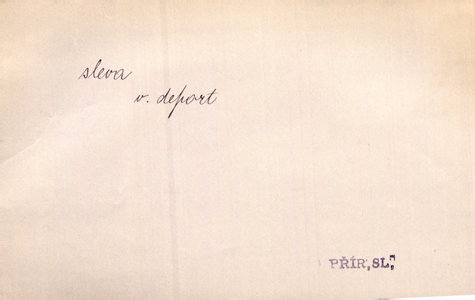 sleva
v. deport
PŘÍR.SL.